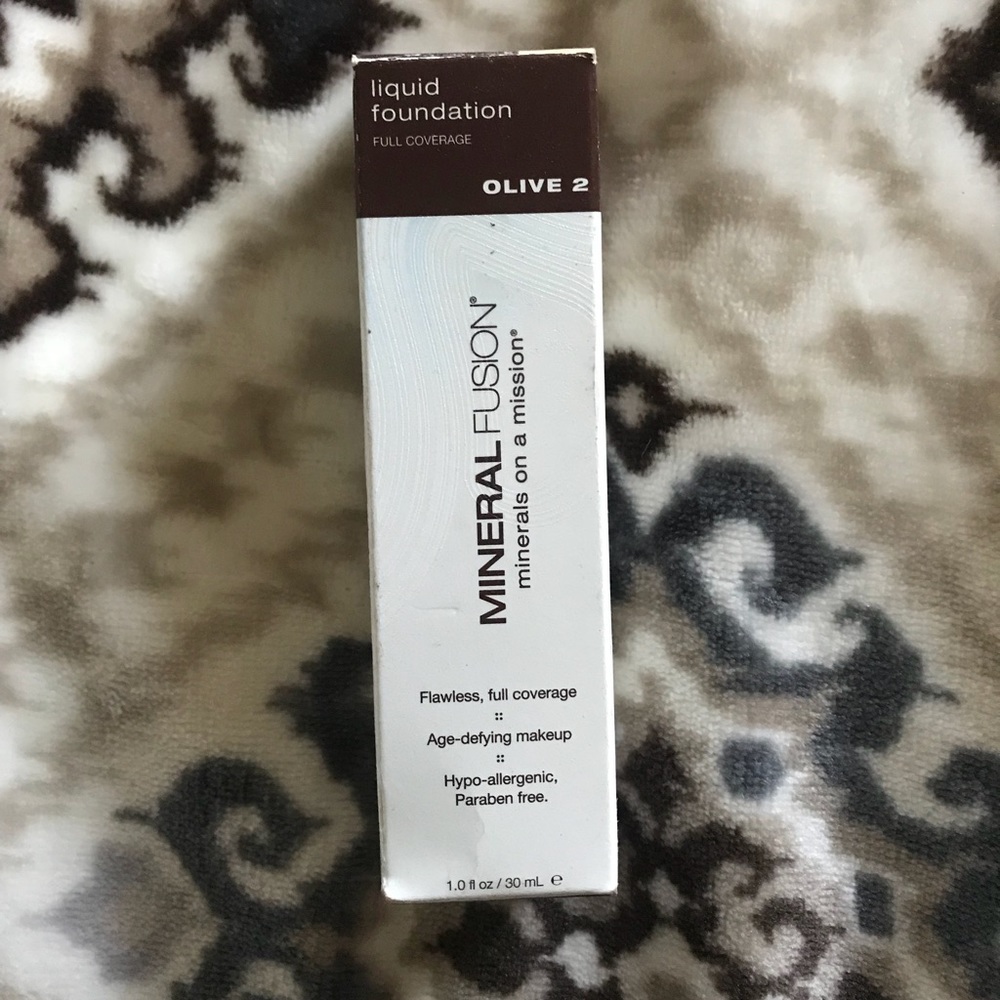 liquid
foundation
FULL COVERAGE
OLIVE 2
MINERAL FUSION®
minerals on a mission®
Flawless, full coverage
::
Age-defying makeup
::
Hypo-allergenic,
Paraben free.
1.0 fl oz / 30 mL ℮